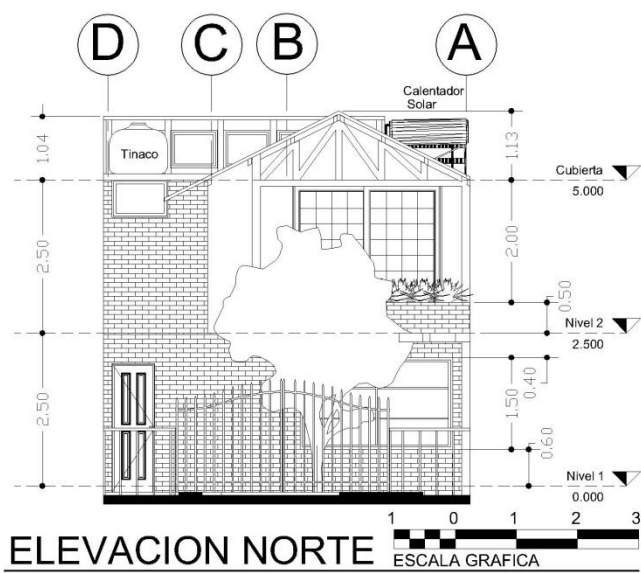 D C B A
Calentador
Solar
Tinaco
1.04
1.13
Cubierta
5.000
2.50
2.00
0.50
Nivel 2
2.500
2.50
1.50
0.40
0.60
Nivel 1
0.000
ELEVACION NORTE
1 0 1 2 3
ESCALA GRAFICA